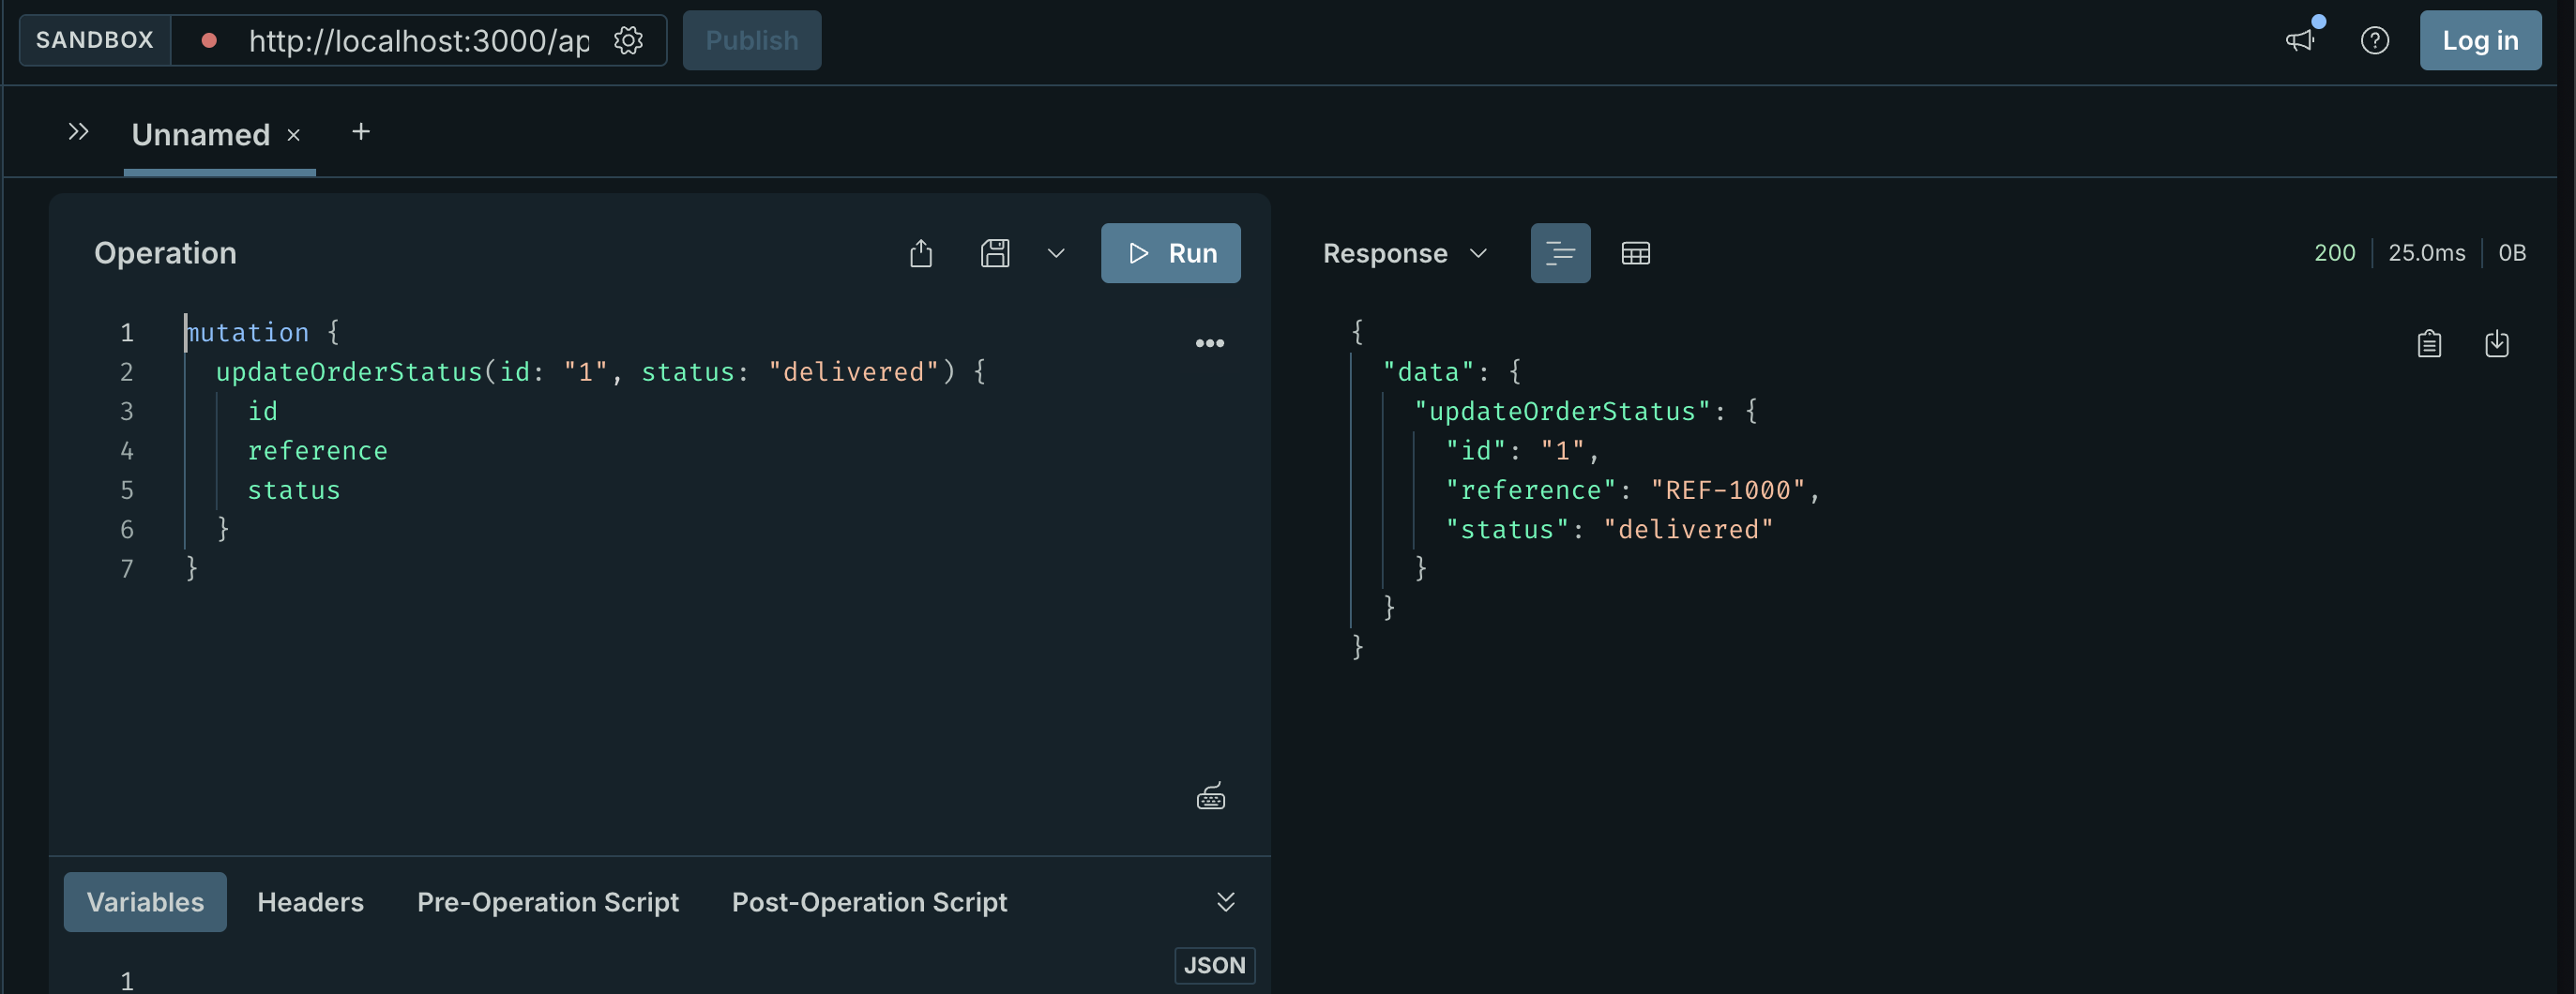 SANDBOX http://localhost:3000/ap Publish Log in
Unnamed
Operation Run
1 mutation {
2 updateOrderStatus(id: "1", status: "delivered") {
3 id
4 reference
5 status
6 }
7 }
Variables Headers Pre-Operation Script Post-Operation Script
JSON
1
Response 200 25.0ms 0B
{
"data": {
"updateOrderStatus": {
"id": "1",
"reference": "REF-1000",
"status": "delivered"
}
}
}